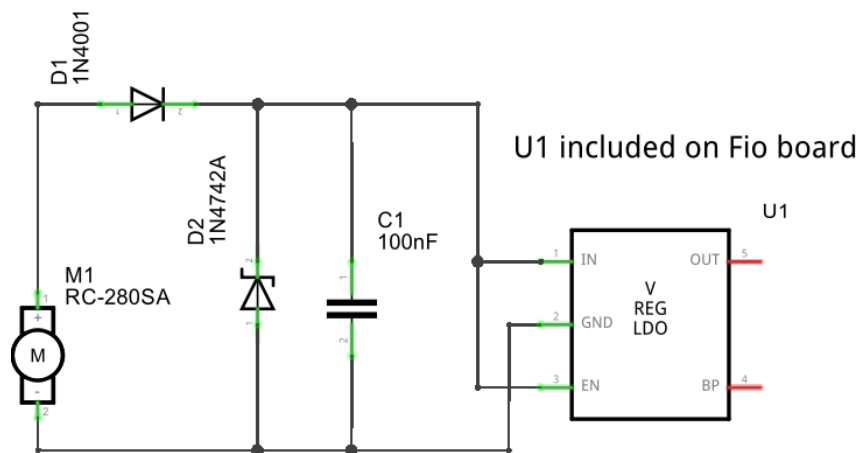 D1
1N4001
1
2
U1 included on Fio board
D2
1N4742A
2
1
C1
100nF
1
2
U1
M1
RC-280SA
1
+
M
-
2
1
IN
OUT
5
V
REG
LDO
2
GND
3
EN
BP
4